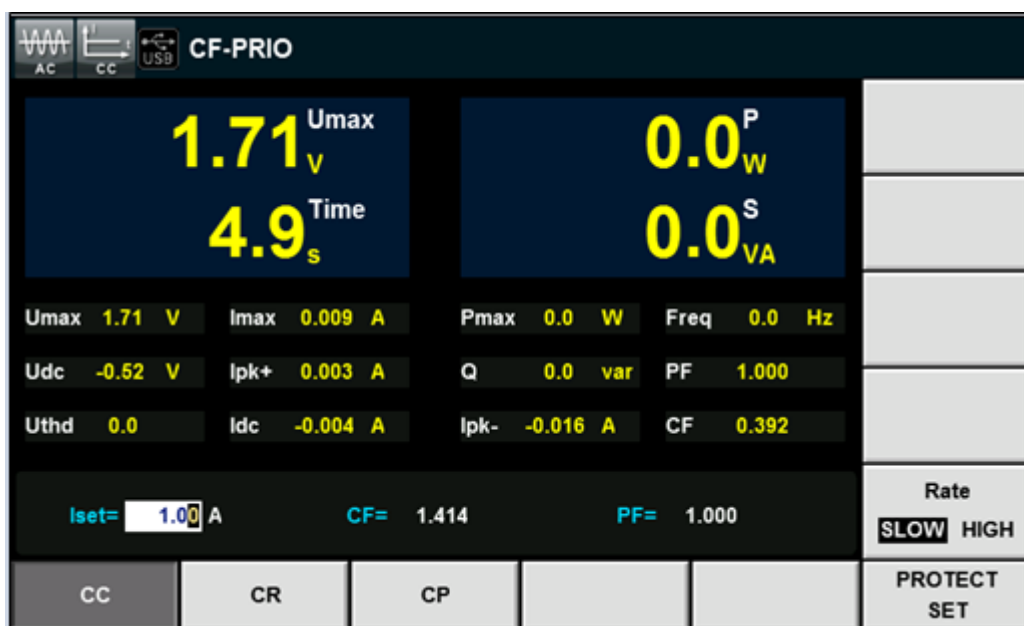 AC CC USB CF-PRIO
1.71 Umax V
0.0 P W
4.9 Time s
0.0 S VA
Umax 1.71 V Imax 0.009 A Pmax 0.0 W Freq 0.0 Hz
Udc -0.52 V Ipk+ 0.003 A Q 0.0 var PF 1.000
Uthd 0.0 Idc -0.004 A Ipk- -0.016 A CF 0.392
Iset= 1.00 A CF= 1.414 PF= 1.000
Rate
SLOW HIGH
CC CR CP
PROTECT
SET